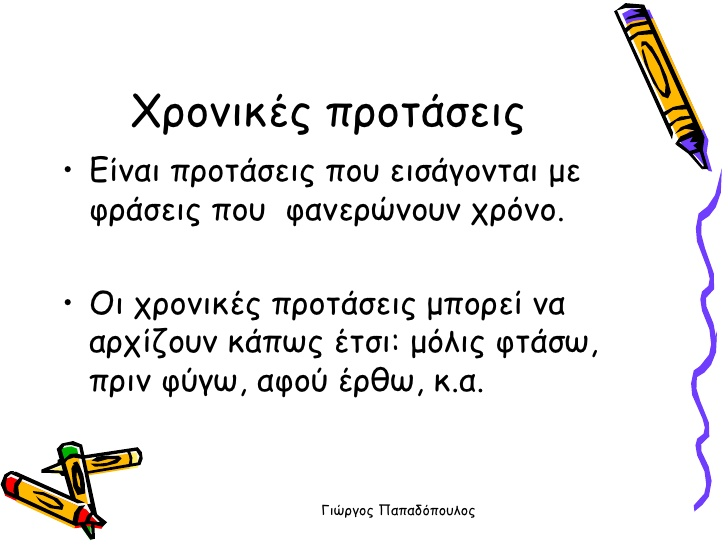 Χρονικές προτάσεις
• Είναι προτάσεις που εισάγονται με
φράσεις που φανερώνουν χρόνο.
• Οι χρονικές προτάσεις μπορεί να
αρχίζουν κάπως έτσι: μόλις φτάσω,
πριν φύγω, αφού έρθω, κ.α.
Γιώργος Παπαδόπουλος